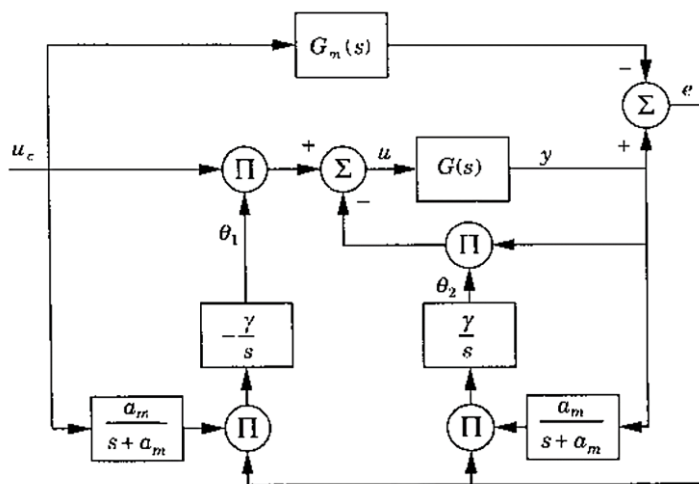 G_m(s)
−
e
Σ
+
u_c
Π
+
Σ
u
G(s)
y
−
θ_1
Π
θ_2
−γ/s
γ/s
a_m/(s + a_m)
Π
Π
a_m/(s + a_m)